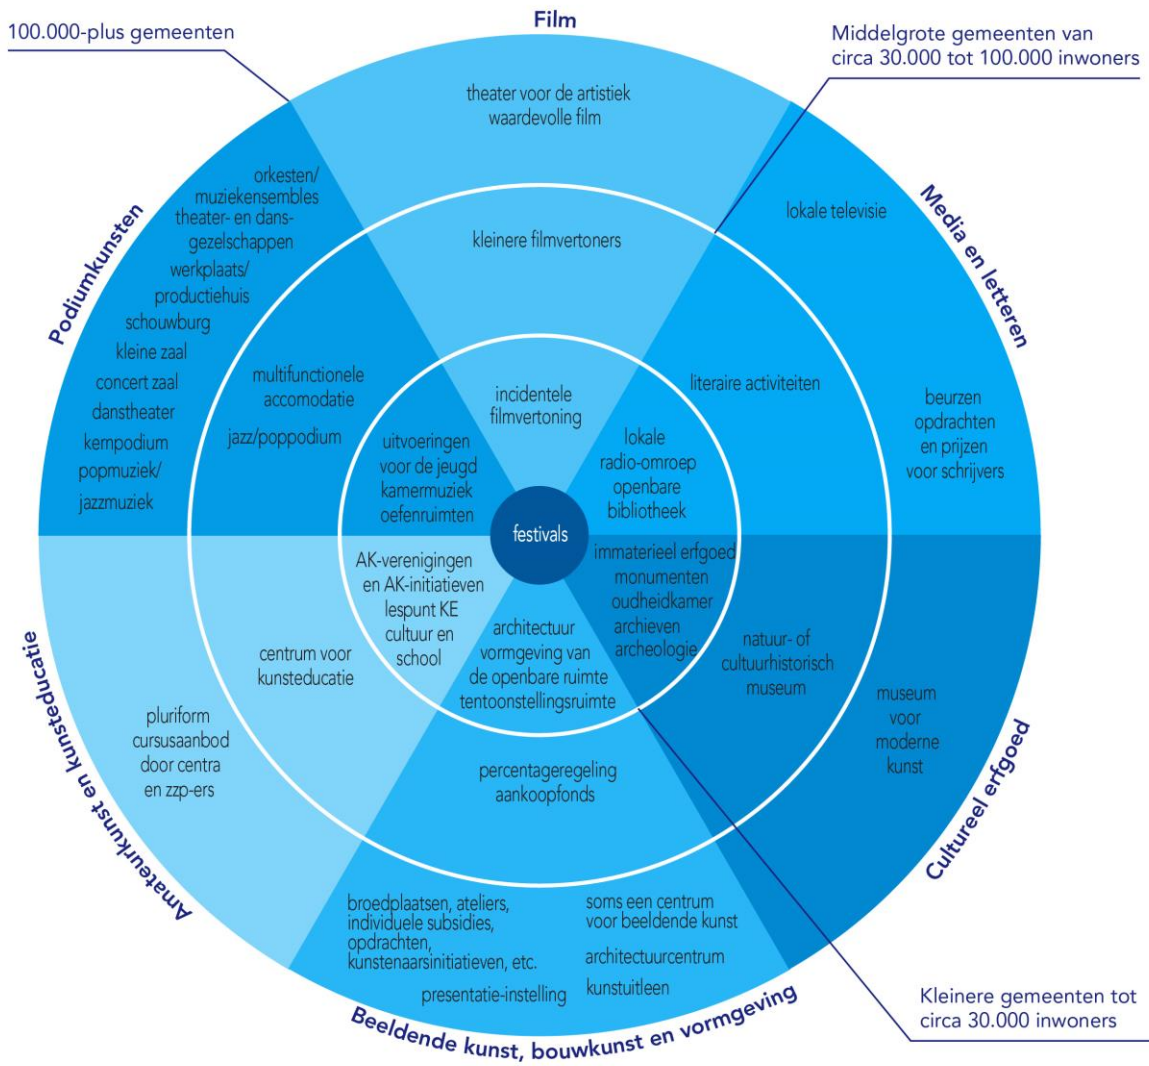 Film
100.000-plus gemeenten
Middelgrote gemeenten van
circa 30.000 tot 100.000 inwoners
theater voor de artistiek
waardevolle film
orkesten/
muziekensembles
theater- en dans-
gezelschappen
werkplaats/
productiehuis
schouwburg
kleine zaal
concert zaal
danstheater
kernpodium
popmuziek/
jazzmuziek
Podiumkunsten
kleinere filmvertoners
lokale televisie
Media en letteren
multifunctionele
accomodatie
jazz/poppodium
incidentele
filmvertoning
literaire activiteiten
beurzen
opdrachten
en prijzen
voor schrijvers
uitvoeringen
voor de jeugd
kamermuziek
oefenruimten
lokale
radio-omroep
openbare
bibliotheek
festivals
AK-verenigingen
en AK-initiatieven
lespunt KE
cultuur en
school
immaterieel erfgoed
monumenten
oudheidkamer
archieven
archeologie
architectuur
vormgeving van
de openbare ruimte
tentoonstellingsruimte
centrum voor
kunsteducatie
natuur- of
cultuurhistorisch
museum
pluriform
cursusaanbod
door centra
en zzp-ers
museum
voor
moderne
kunst
Amateurkunst en kunsteducatie
Cultureel erfgoed
percentageregeling
aankoopfonds
broedplaatsen, ateliers,
individuele subsidies,
opdrachten,
kunstenaarsinitiatieven, etc.
presentatie-instelling
soms een centrum
voor beeldende kunst
architectuurcentrum
kunstuitleen
Beeldende kunst, bouwkunst en vormgeving
Kleinere gemeenten tot
circa 30.000 inwoners